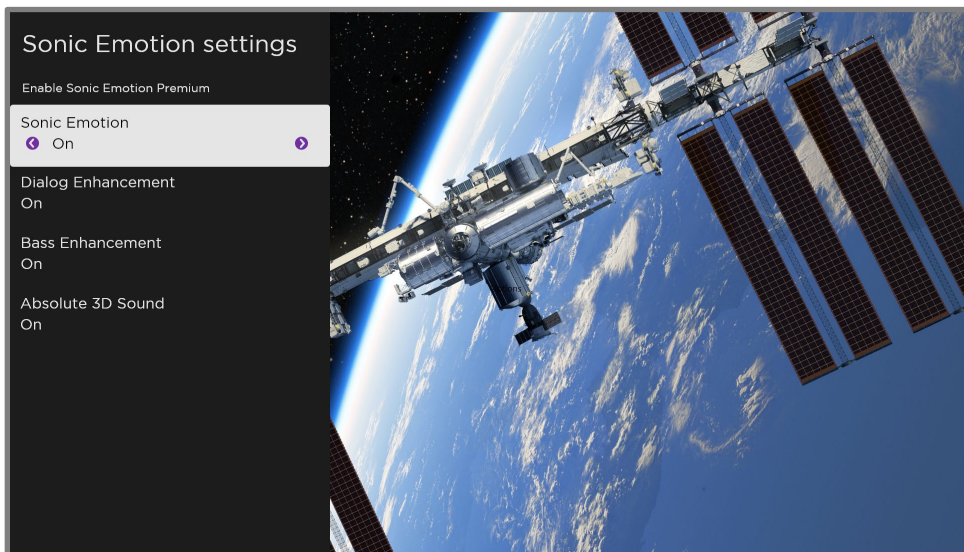 Sonic Emotion settings
Enable Sonic Emotion Premium
Sonic Emotion
On
Dialog Enhancement
On
Bass Enhancement
On
Absolute 3D Sound
On